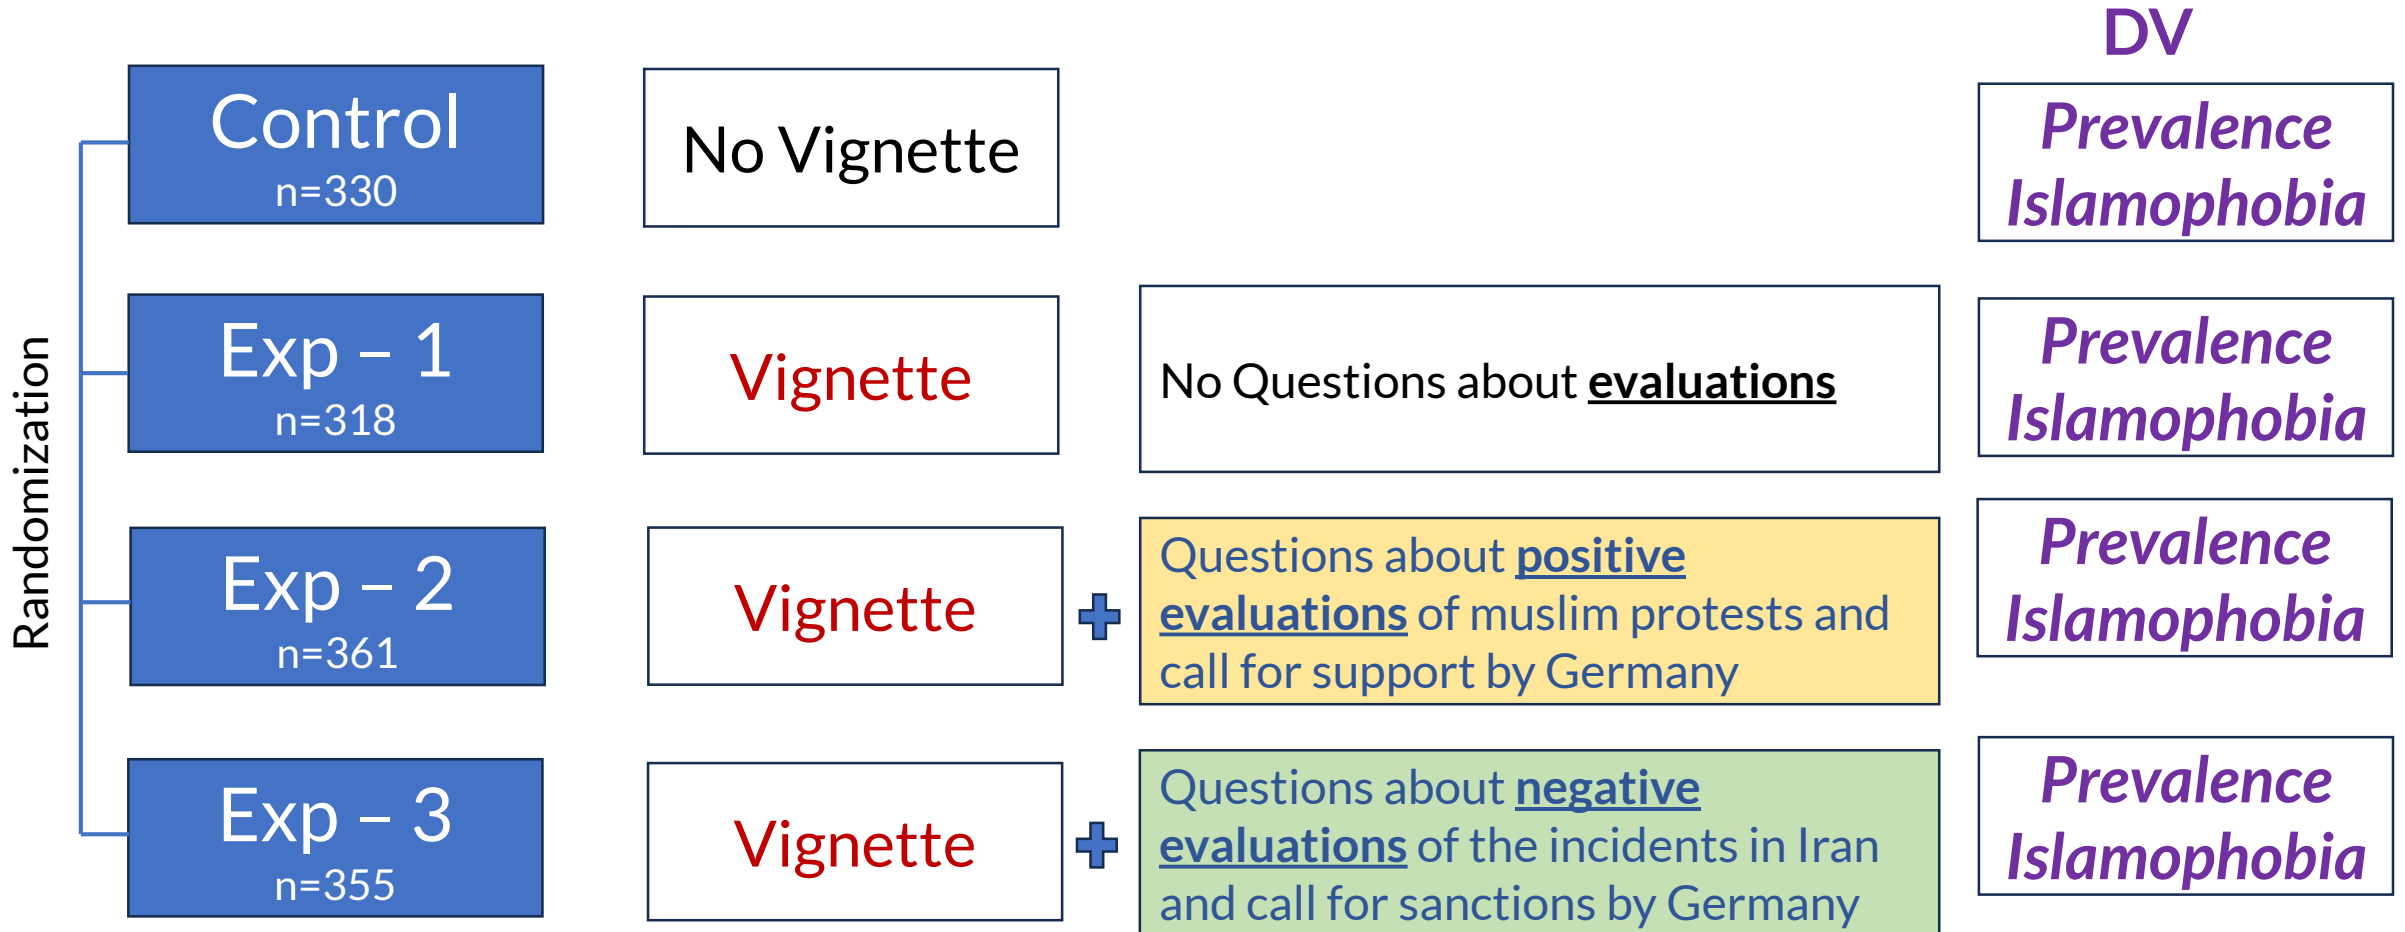 DV
Randomization
Control
n=330
No Vignette
Prevalence
Islamophobia
Exp – 1
n=318
Vignette
No Questions about evaluations
Prevalence
Islamophobia
Exp – 2
n=361
Vignette
Questions about positive
evaluations of muslim protests and
call for support by Germany
Prevalence
Islamophobia
Exp – 3
n=355
Vignette
Questions about negative
evaluations of the incidents in Iran
and call for sanctions by Germany
Prevalence
Islamophobia